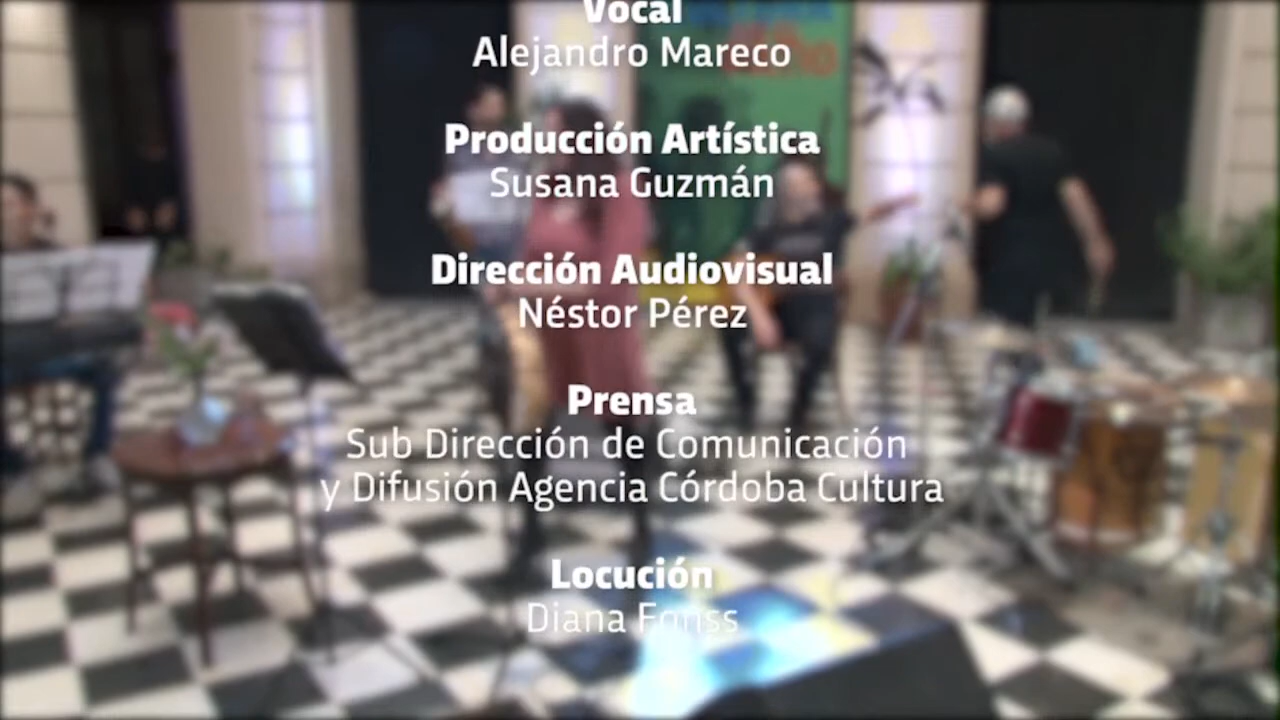 Vocal
Alejandro Mareco
Producción Artística
Susana Guzmán
Dirección Audiovisual
Néstor Pérez
Prensa
Sub Dirección de Comunicación
y Difusión Agencia Córdoba Cultura
Locución
Diana